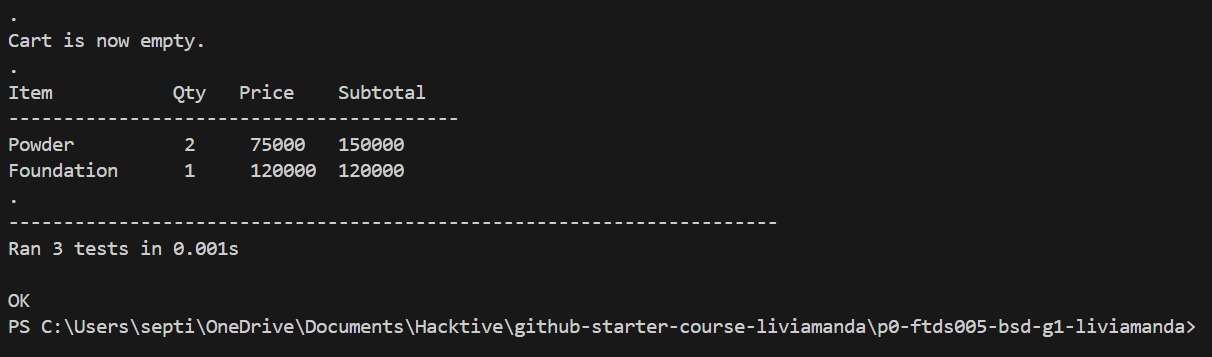 .
Cart is now empty.
.
Item           Qty   Price    Subtotal
-----------------------------------------
Powder          2     75000   150000
Foundation      1     120000  120000
.
----------------------------------------------------------------------
Ran 3 tests in 0.001s
OK
PS C:\Users\septi\OneDrive\Documents\Hacktive\github-starter-course-liviamanda\p0-ftds005-bsd-g1-liviamanda>